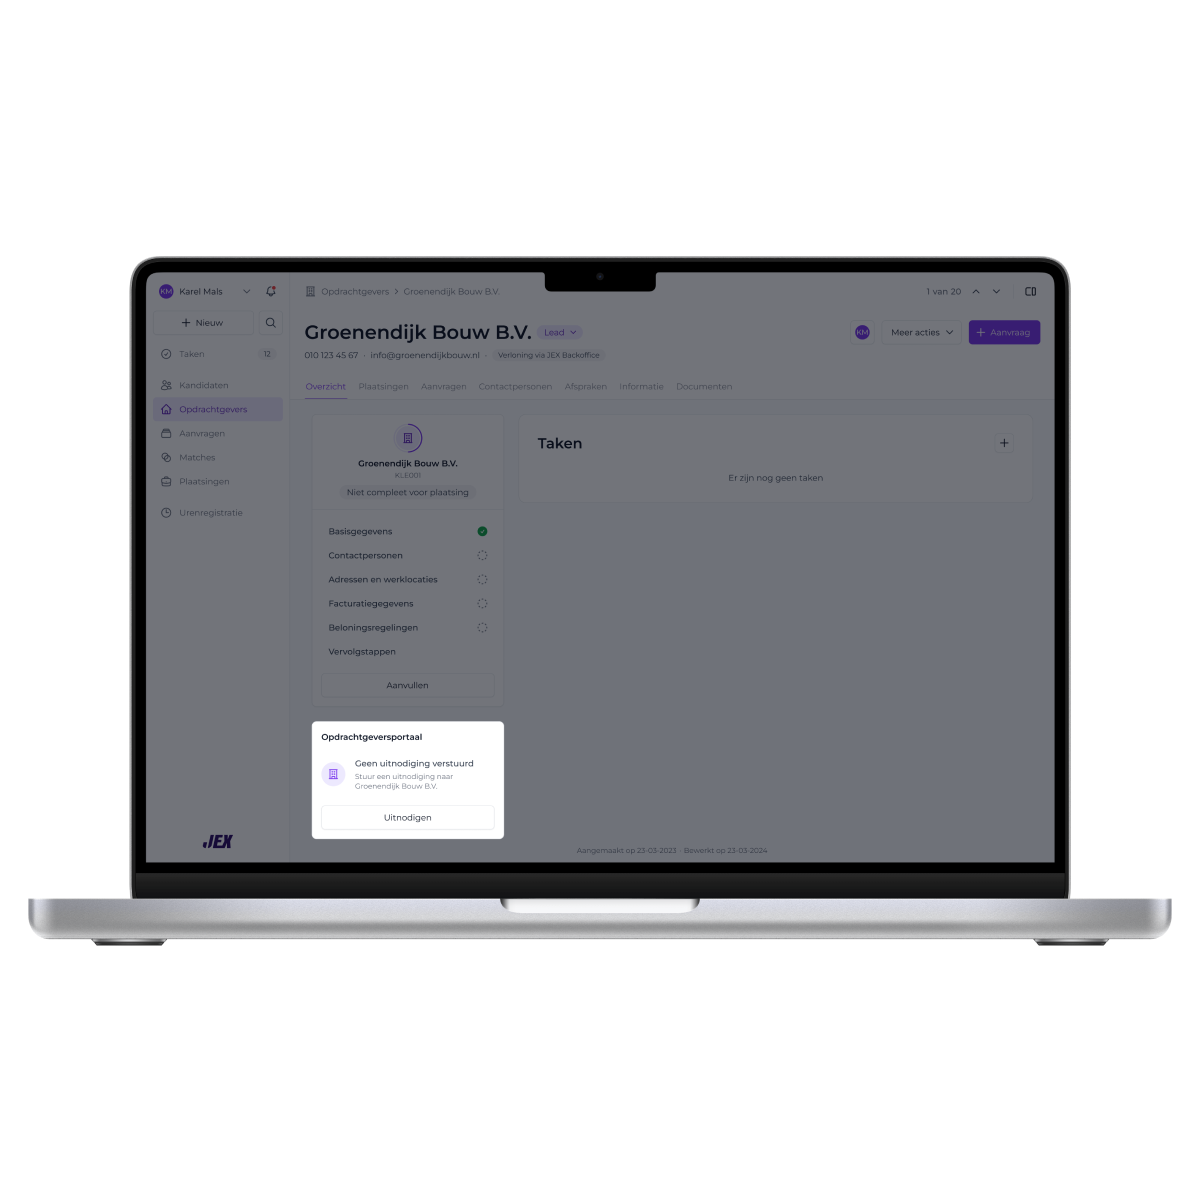 KM Karel Mals
Opdrachtgevers > Groenendijk Bouw B.V.
1 van 20
+ Nieuw
Groenendijk Bouw B.V. Lead
KM Meer acties + Aanvraag
010 123 45 67 · info@groenendijkbouw.nl · Verloning via JEX Backoffice
Taken 12
Kandidaten
Opdrachtgevers
Aanvragen
Matches
Plaatsingen
Urenregistratie
JEX
Overzicht Plaatsingen Aanvragen Contactpersonen Afspraken Informatie Documenten
Groenendijk Bouw B.V.
KLE001
Niet compleet voor plaatsing
Basisgegevens
Contactpersonen
Adressen en werklocaties
Facturatiegegevens
Beloningsregelingen
Vervolgstappen
Aanvullen
Taken
+
Er zijn nog geen taken
Opdrachtgeversportaal
Geen uitnodiging verstuurd
Stuur een uitnodiging naar
Groenendijk Bouw B.V.
Uitnodigen
Aangemaakt op 23-03-2023 · Bewerkt op 23-03-2024